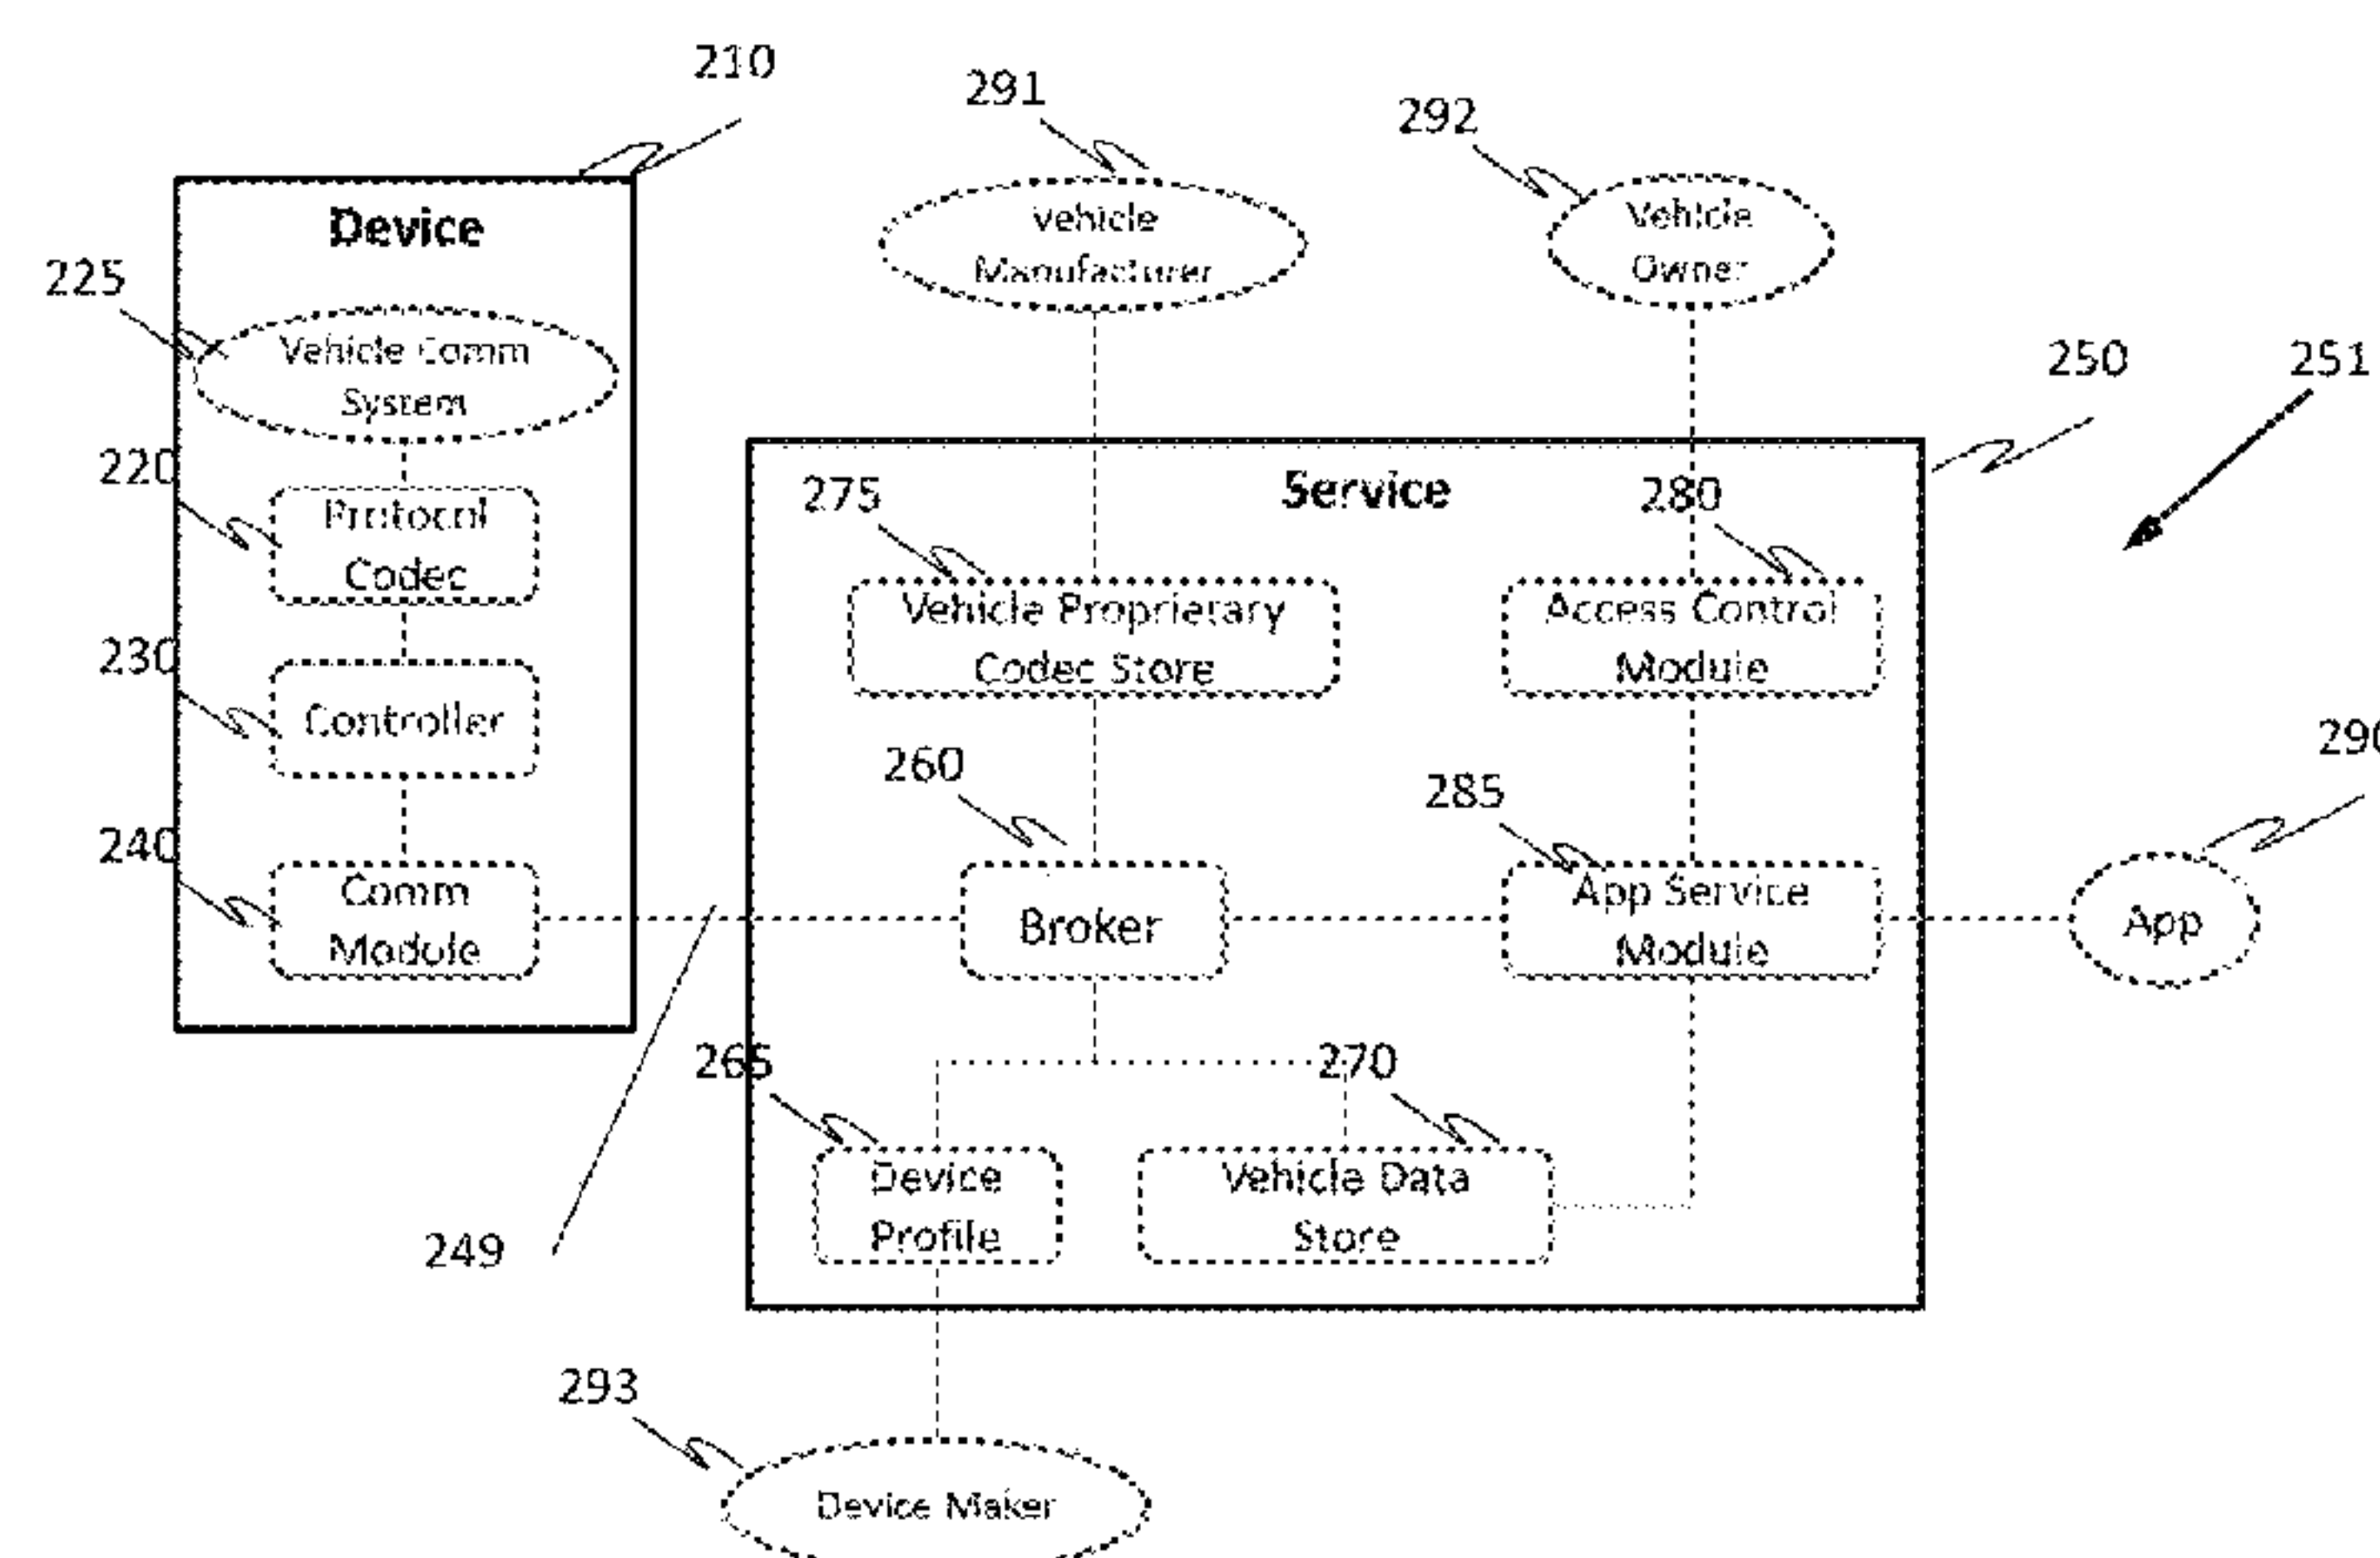 210
291
292
Device
Vehicle
Manufacturer
Vehicle
Owner
225
Vehicle Comm
System
250
251
220
Protocol
Codec
275
Service
280
Vehicle Proprietary
Codec Store
Access Control
Module
230
Controller
260
285
290
240
Comm
Module
Broker
App Service
Module
App
265
270
Device
Profile
Vehicle Data
Store
249
293
Device Maker